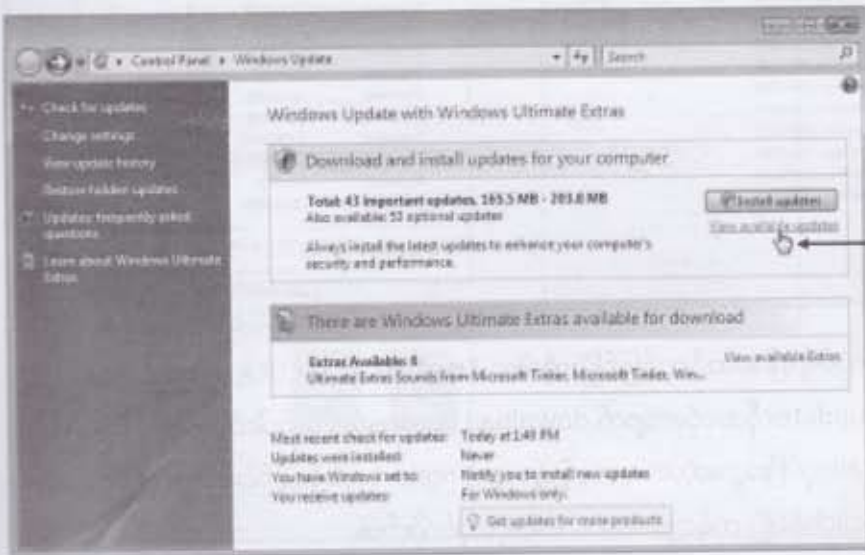 Control Panel ▸ Windows Update
Search
Check for updates
Change settings
View update history
Restore hidden updates
Updates: frequently asked
questions
Learn about Windows Ultimate
Extras
Windows Update with Windows Ultimate Extras
Download and install updates for your computer
Total: 43 important updates, 165.5 MB - 203.8 MB
Also available: 53 optional updates
Install updates
View available updates
Always install the latest updates to enhance your computer's
security and performance.
There are Windows Ultimate Extras available for download
Extras Available: 8
View available Extras
Ultimate Extras Sounds from Microsoft Tinker, Microsoft Tinker, Win...
Most recent check for updates: Today at 1:49 PM
Updates were installed: Never
You have Windows set to: Notify you to install new updates
You receive updates: For Windows only.
Get updates for more products